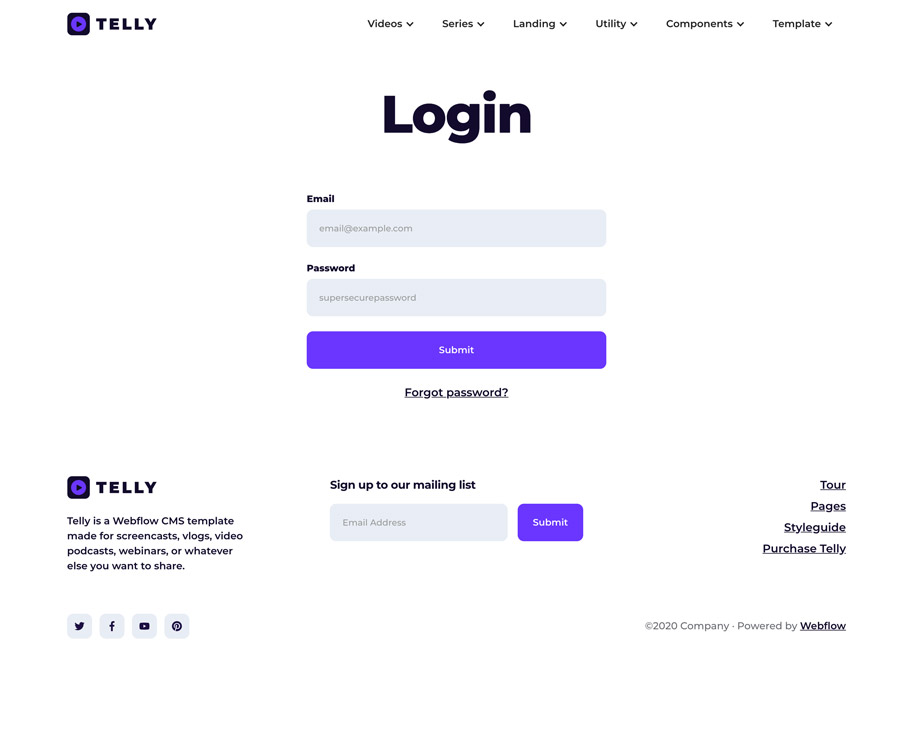 TELLY
Videos Series Landing Utility Components Template
Login
Email
email@example.com
Password
supersecurepassword
Submit
Forgot password?
TELLY
Telly is a Webflow CMS template
made for screencasts, vlogs, video
podcasts, webinars, or whatever
else you want to share.
Sign up to our mailing list
Email Address
Submit
Tour
Pages
Styleguide
Purchase Telly
©2020 Company · Powered by Webflow